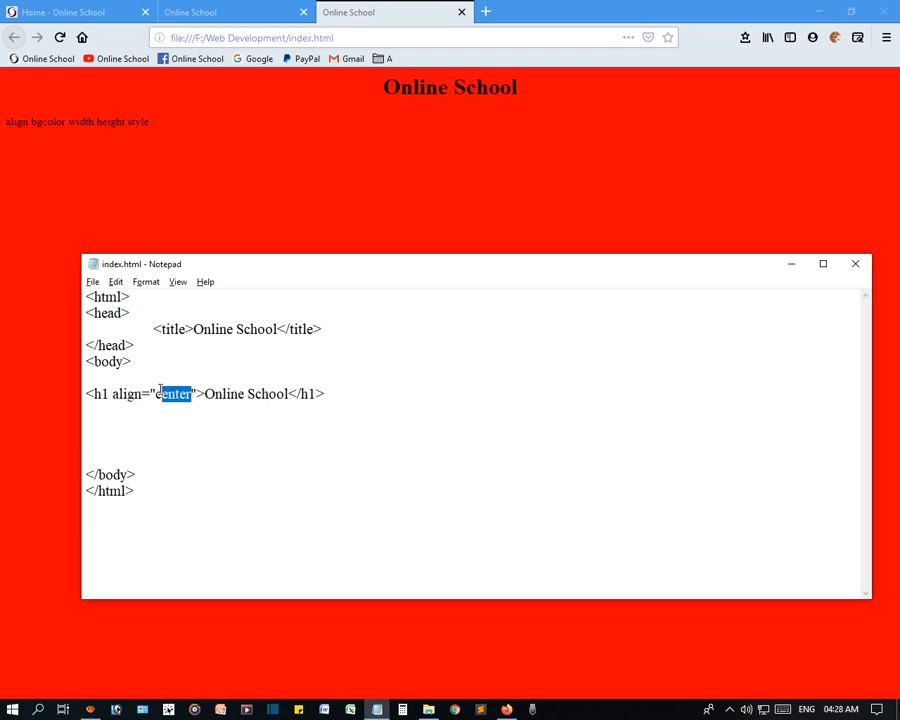 Home - Online School
Online School
Online School
file:///F:/Web Development/index.html
Online School
Online School
Online School
Google
PayPal
Gmail
A
Online School
align bgcolor width height style
index.html - Notepad
File Edit Format View Help
<html>
<head>
<title>Online School</title>
</head>
<body>
<h1 align="center">Online School</h1>
</body>
</html>
ENG
04:28 AM